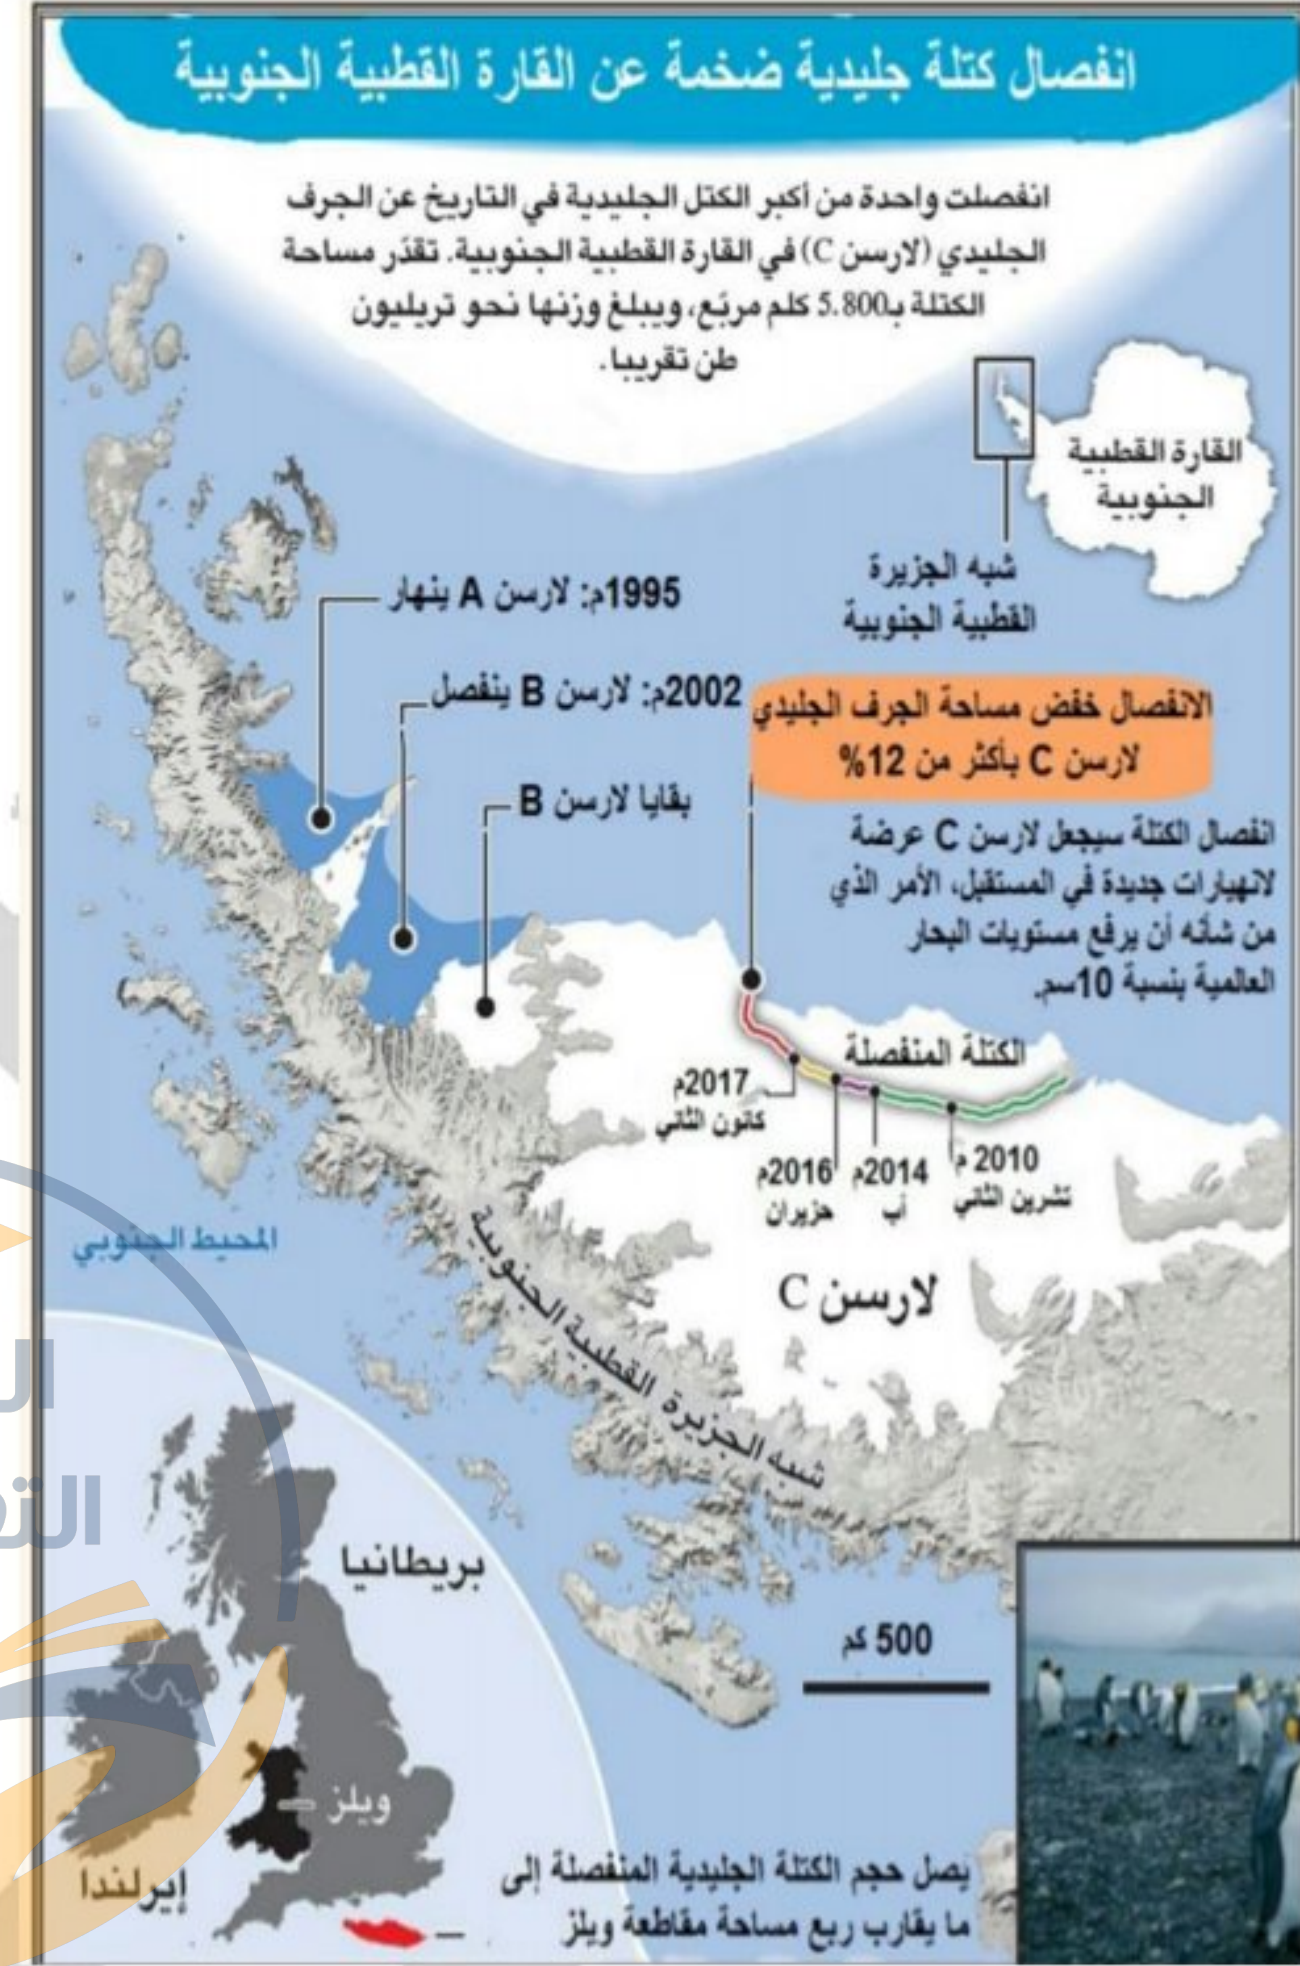 انفصال كتلة جليدية ضخمة عن القارة القطبية الجنوبية
انفصلت واحدة من أكبر الكتل الجليدية في التاريخ عن الجرف
الجليدي (لارسن C) في القارة القطبية الجنوبية. تقدّر مساحة
الكتلة بـ5.800 كلم مربّع، ويبلغ وزنها نحو تريليون
طن تقريبا.
القارة القطبية
الجنوبية
شبه الجزيرة
القطبية الجنوبية
1995م: لارسن A ينهار
2002م: لارسن B ينفصل
بقايا لارسن B
الانفصال خفض مساحة الجرف الجليدي
لارسن C بأكثر من 12%
انفصال الكتلة سيجعل لارسن C عرضة
لانهيارات جديدة في المستقبل، الأمر الذي
من شأنه أن يرفع مستويات البحار
العالمية بنسبة 10سم.
الكتلة المنفصلة
2017م
كانون الثاني
2016م
حزيران
2014م
آب
2010 م
تشرين الثاني
لارسن C
شبه الجزيرة القطبية الجنوبية
المحيط الجنوبي
بريطانيا
ويلز
إيرلندا
500 كم
يصل حجم الكتلة الجليدية المنفصلة إلى
ما يقارب ربع مساحة مقاطعة ويلز